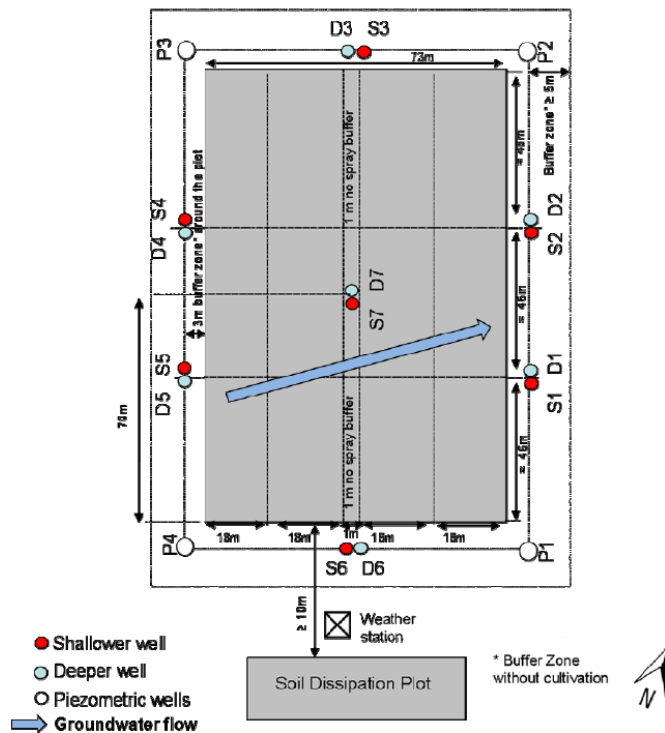 D3 S3
P3
P2
73m
Buffer zone* ≥ 5m
1 m no spray buffer
3m buffer zone* around the plot
S4
D4
D2
S2
D7
S7
≈ 46m
S5
D5
D1
S1
70m
≈ 46m
1 m no spray buffer
18m 18m 1m 18m 18m
P4
P1
S6 D6
≥ 10m
Weather
station
Shallower well
Deeper well
Piezometric wells
Groundwater flow
Soil Dissipation Plot
* Buffer Zone
without cultivation
N